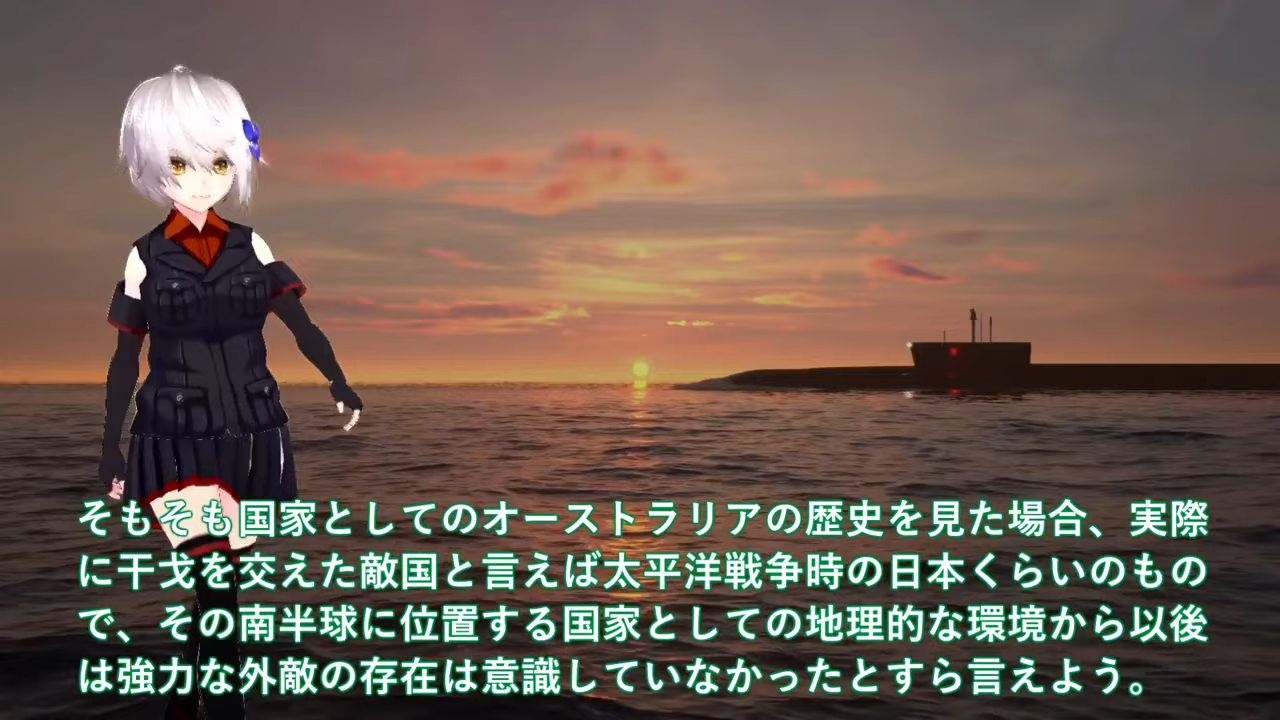 そもそも国家としてのオーストラリアの歴史を見た場合、実際
に干戈を交えた敵国と言えば太平洋戦争時の日本くらいのもの
で、その南半球に位置する国家としての地理的な環境から以後
は強力な外敵の存在は意識していなかったとすら言えよう。